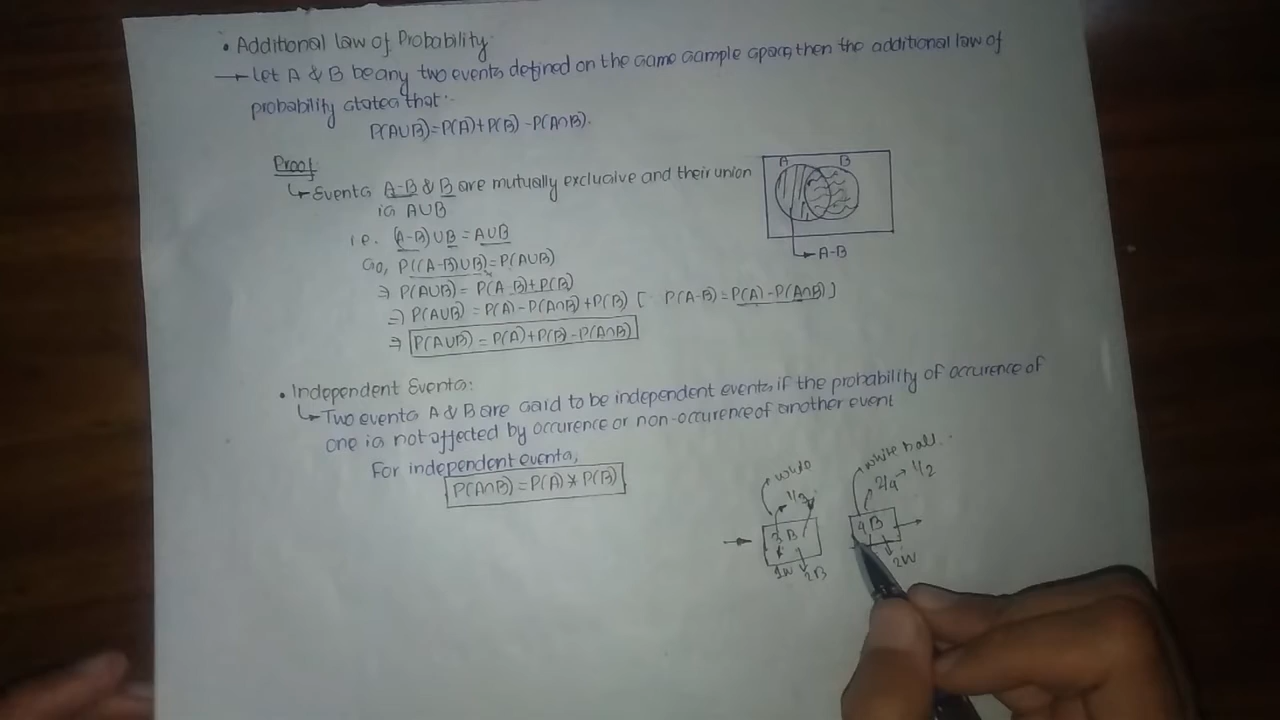 • Additional law of Probability
→ Let A & B be any two events defined on the same sample space, then the additional law of
probability states that:-
P(A∪B)=P(A)+P(B)-P(A∩B).
Proof
↳ Events A-B & B are mutually exclusive and their union
is A∪B
i.e. (A-B)∪B=A∪B
So, P((A-B)∪B)=P(A∪B)
⇒ P(A∪B)= P(A-B)+P(B)
⇒ P(A∪B) = P(A)-P(A∩B)+P(B) [ P(A-B)=P(A)-P(A∩B)]
⇒ P(A∪B) = P(A)+P(B)-P(A∩B)
A B
A-B
• Independent Events:
↳ Two events A & B are said to be independent events, if the probability of occurence of
one is not affected by occurence or non-occurence of another event
For independent events,
P(A∩B)=P(A)*P(B)
1/3
3 B
1W 2B
white ball
2/4→ 1/2
4B
2W